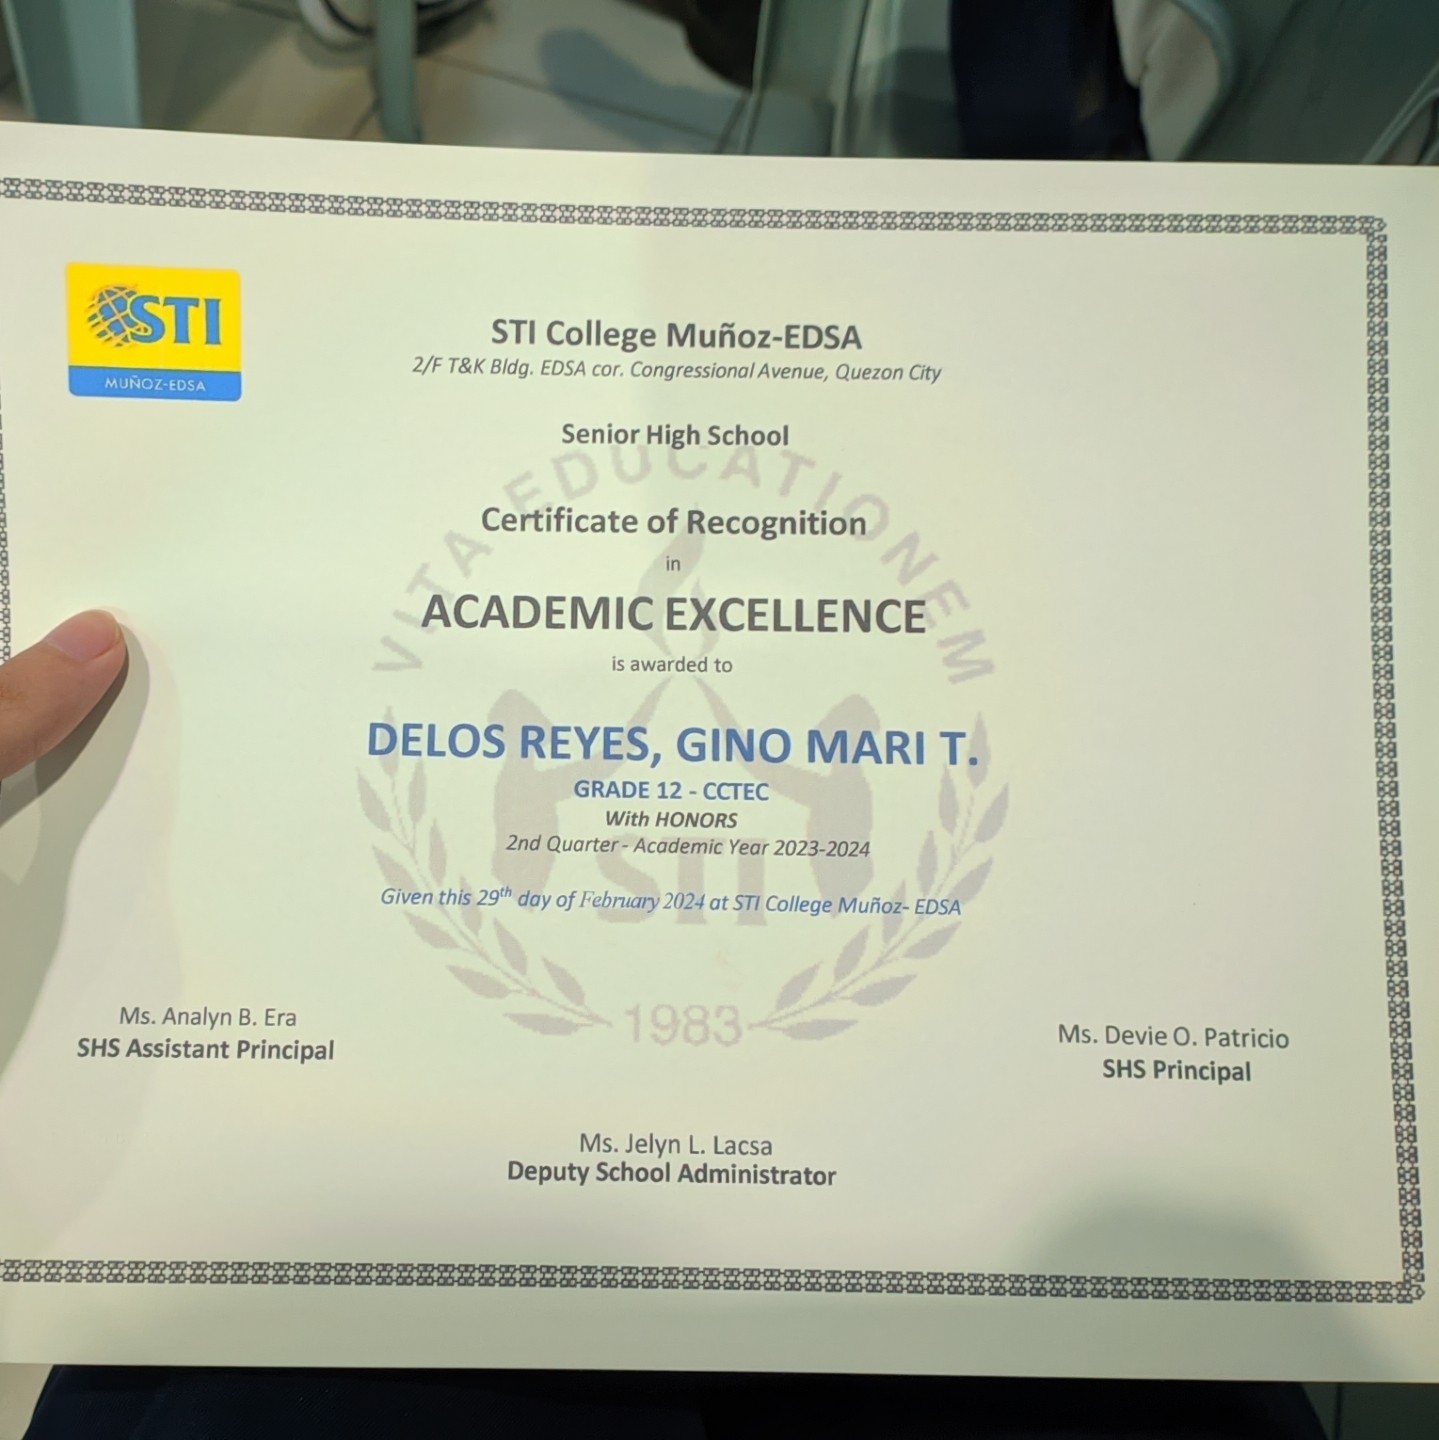 STI
MUÑOZ-EDSA
STI College Muñoz-EDSA
2/F T&K Bldg. EDSA cor. Congressional Avenue, Quezon City
Senior High School
VITA EDUCATIONEM
Certificate of Recognition
in
ACADEMIC EXCELLENCE
is awarded to
DELOS REYES, GINO MARI T.
GRADE 12 - CCTEC
With HONORS
2nd Quarter - Academic Year 2023-2024
STI
Given this 29th day of February 2024 at STI College Muñoz- EDSA
1983
Ms. Analyn B. Era
SHS Assistant Principal
Ms. Devie O. Patricio
SHS Principal
Ms. Jelyn L. Lacsa
Deputy School Administrator